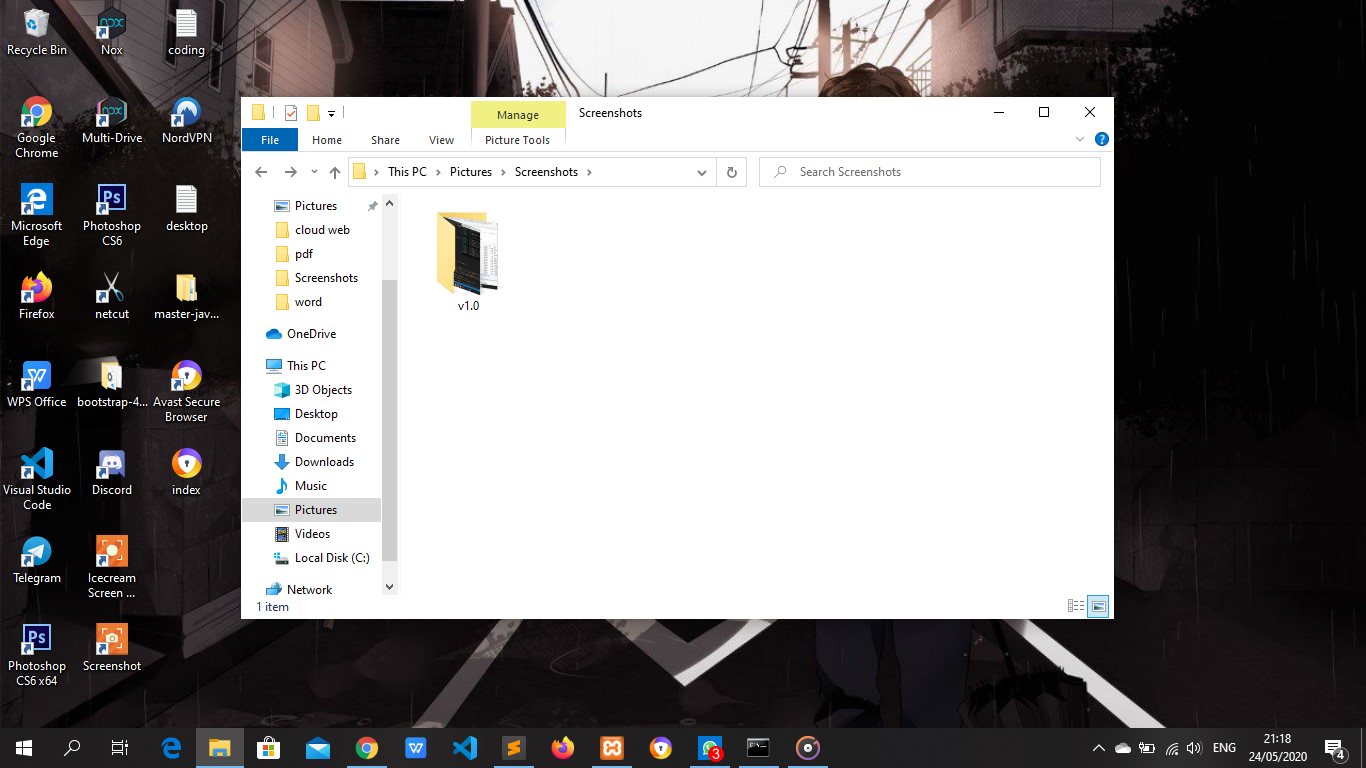 Recycle Bin
Nox
coding
Google
Chrome
Multi-Drive
NordVPN
Microsoft
Edge
Photoshop
CS6
desktop
Firefox
netcut
master-jav...
WPS Office
bootstrap-4...
Avast Secure
Browser
Visual Studio
Code
Discord
index
Telegram
Icecream
Screen ...
Photoshop
CS6 x64
Screenshot
Manage
Screenshots
File
Home
Share
View
Picture Tools
This PC
Pictures
Screenshots
Search Screenshots
Pictures
cloud web
pdf
Screenshots
word
OneDrive
This PC
3D Objects
Desktop
Documents
Downloads
Music
Pictures
Videos
Local Disk (C:)
Network
v1.0
1 item
3
ENG
21:18
24/05/2020
4